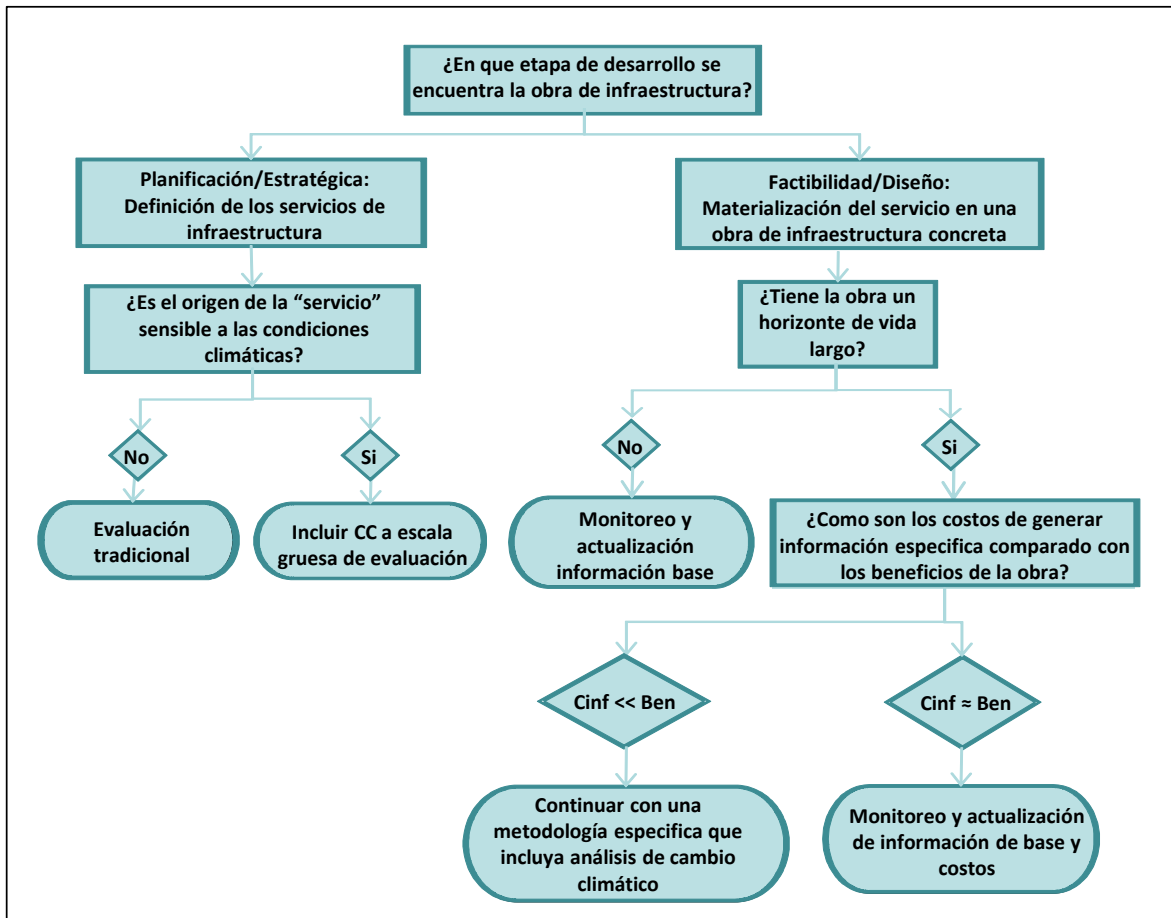 ¿En que etapa de desarrollo se
encuentra la obra de infraestructura?
Planificación/Estratégica:
Definición de los servicios de
infraestructura
Factibilidad/Diseño:
Materialización del servicio en una
obra de infraestructura concreta
¿Es el origen de la “servicio”
sensible a las condiciones
climáticas?
¿Tiene la obra un
horizonte de vida
largo?
No
Si
No
Si
Evaluación
tradicional
Incluir CC a escala
gruesa de evaluación
Monitoreo y
actualización
información base
¿Como son los costos de generar
información especifica comparado con
los beneficios de la obra?
Cinf << Ben
Cinf ≈ Ben
Continuar con una
metodología especifica que
incluya análisis de cambio
climático
Monitoreo y actualización
de información de base y
costos